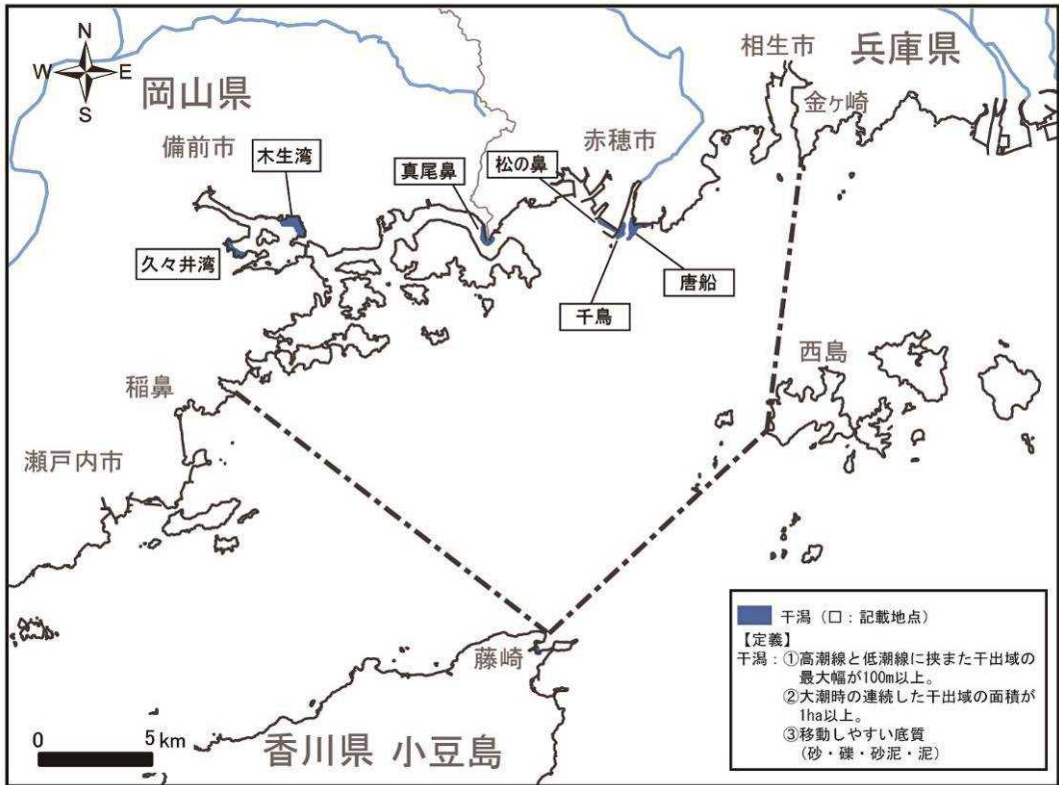 N
W E
S
岡山県
兵庫県
相生市
金ヶ崎
備前市
木生湾
真尾鼻
松の鼻
赤穂市
久々井湾
唐船
千鳥
西島
稲鼻
瀬戸内市
藤崎
香川県 小豆島
0 5 km
干潟（口：記載地点）
【定義】
干潟：①高潮線と低潮線に挟また干出域の
最大幅が100m以上。
②大潮時の連続した干出域の面積が
1ha以上。
③移動しやすい底質
（砂・礫・砂泥・泥）